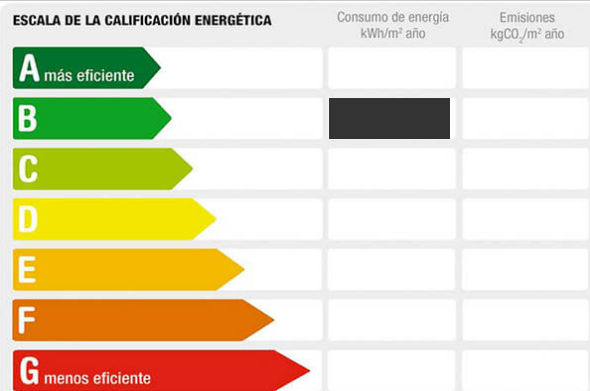 ESCALA DE LA CALIFICACIÓN ENERGÉTICA
Consumo de energía
kWh/m² año
Emisiones
kgCO₂/m² año
A más eficiente
B
C
D
E
F
G menos eficiente